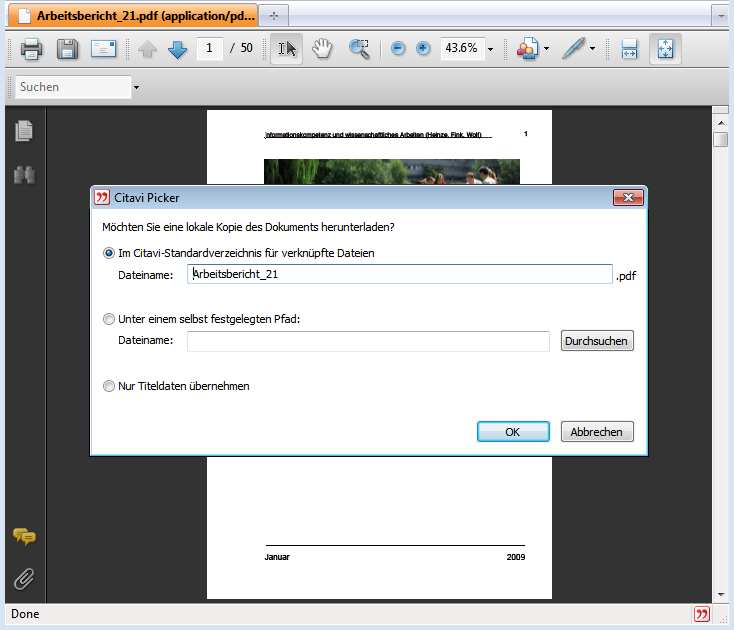 Arbeitsbericht_21.pdf (application/pd...
1 / 50 43.6%
Suchen
Informationskompetenz und wissenschaftliches Arbeiten (Heinze, Fink, Wolf) 1
Citavi Picker
Möchten Sie eine lokale Kopie des Dokuments herunterladen?
Im Citavi-Standardverzeichnis für verknüpfte Dateien
Dateiname: Arbeitsbericht_21 .pdf
Unter einem selbst festgelegten Pfad:
Dateiname: Durchsuchen
Nur Titeldaten übernehmen
OK Abbrechen
Januar 2009
Done